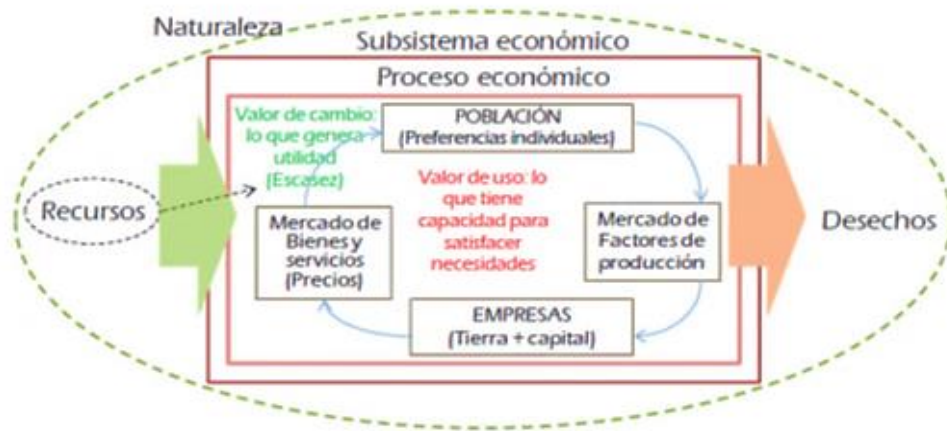 Naturaleza
Subsistema económico
Proceso económico
Valor de cambio:
lo que genera
utilidad
(Escasez)
POBLACIÓN
(Preferencias individuales)
Valor de uso: lo
que tiene
capacidad para
satisfacer
necesidades
Recursos
Mercado de
Bienes y
servicios
(Precios)
Mercado de
Factores de
producción
Desechos
EMPRESAS
(Tierra + capital)